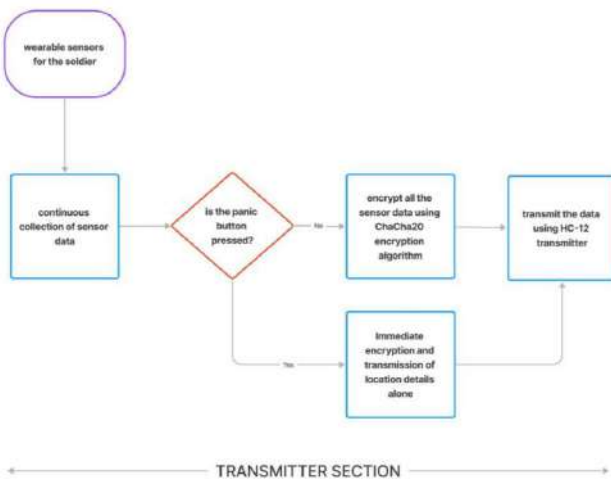 wearable sensors
for the soldier
continuous
collection of sensor
data
is the panic
button
pressed?
No
encrypt all the
sensor data using
ChaCha20
encryption
algorithm
transmit the data
using HC-12
transmitter
Yes
Immediate
encryption and
transmission of
location details
alone
TRANSMITTER SECTION